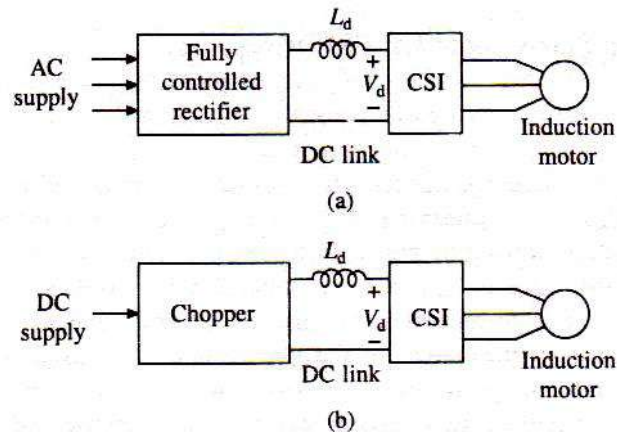 L_d
AC supply
Fully controlled rectifier
+
V_d
−
CSI
DC link
Induction motor
(a)
L_d
DC supply
Chopper
+
V_d
−
CSI
DC link
Induction motor
(b)